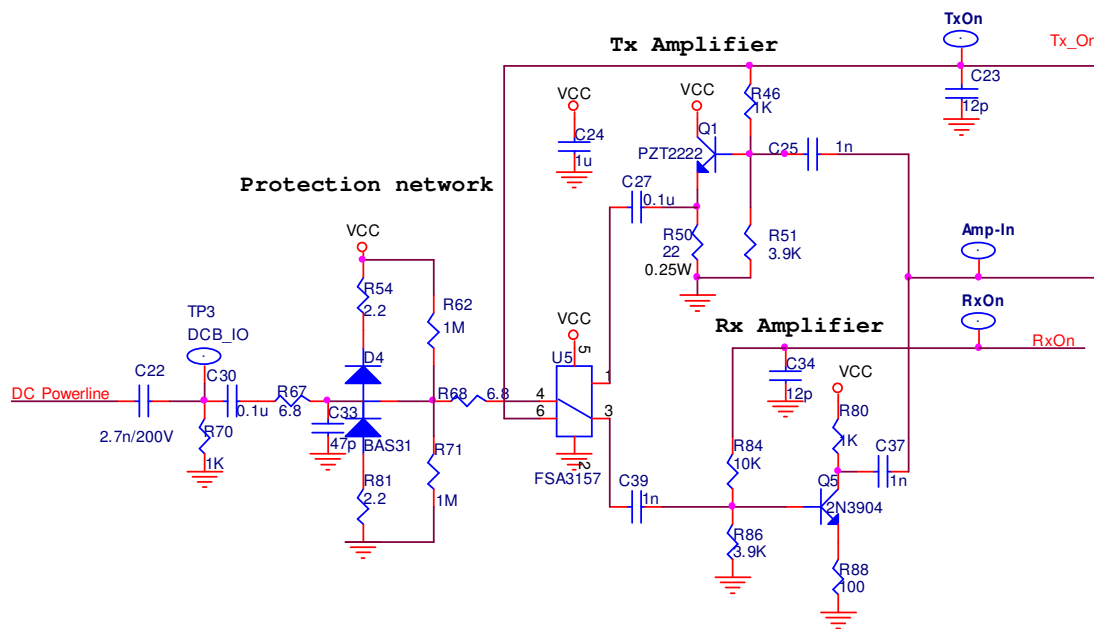 Tx Amplifier
TxOn
Tx_On
VCC
C24
1u
VCC
Q1
PZT2222
R46
1K
C25
1n
C23
12p
Protection network
C27
0.1u
R50
22
0.25W
R51
3.9K
Amp-In
VCC
R54
2.2
R62
1M
TP3
DCB_IO
C22
2.7n/200V
C30
0.1u
R70
1K
R67
6.8
C33
47p
D4
BAS31
R81
2.2
R71
1M
R68
6.8
DC Powerline
VCC
U5
5
4
6
1
3
2
FSA3157
Rx Amplifier
RxOn
RxOn
C34
12p
VCC
R80
1K
C37
1n
R84
10K
C39
1n
Q5
2N3904
R86
3.9K
R88
100